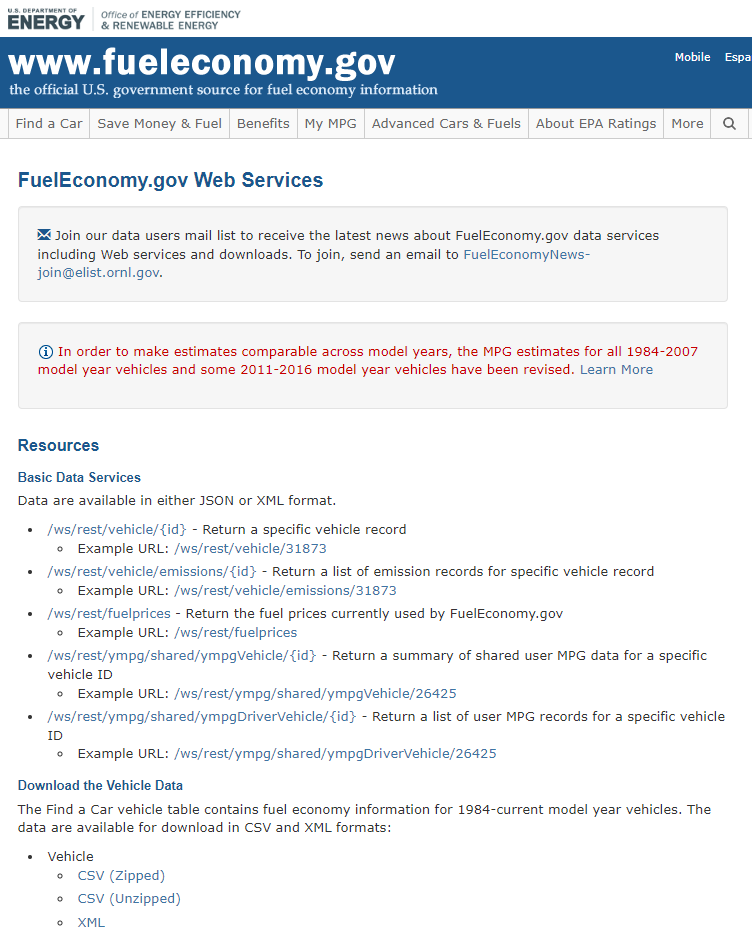 U.S. DEPARTMENT OF
ENERGY
Office of ENERGY EFFICIENCY
& RENEWABLE ENERGY
www.fueleconomy.gov
Mobile Espa
the official U.S. government source for fuel economy information
Find a Car Save Money & Fuel Benefits My MPG Advanced Cars & Fuels About EPA Ratings More
FuelEconomy.gov Web Services
Join our data users mail list to receive the latest news about FuelEconomy.gov data services
including Web services and downloads. To join, send an email to FuelEconomyNews-
join@elist.ornl.gov.
In order to make estimates comparable across model years, the MPG estimates for all 1984-2007
model year vehicles and some 2011-2016 model year vehicles have been revised. Learn More
Resources
Basic Data Services
Data are available in either JSON or XML format.
• /ws/rest/vehicle/{id} - Return a specific vehicle record
◦ Example URL: /ws/rest/vehicle/31873
• /ws/rest/vehicle/emissions/{id} - Return a list of emission records for specific vehicle record
◦ Example URL: /ws/rest/vehicle/emissions/31873
• /ws/rest/fuelprices - Return the fuel prices currently used by FuelEconomy.gov
◦ Example URL: /ws/rest/fuelprices
• /ws/rest/ympg/shared/ympgVehicle/{id} - Return a summary of shared user MPG data for a specific
vehicle ID
◦ Example URL: /ws/rest/ympg/shared/ympgVehicle/26425
• /ws/rest/ympg/shared/ympgDriverVehicle/{id} - Return a list of user MPG records for a specific vehicle
ID
◦ Example URL: /ws/rest/ympg/shared/ympgDriverVehicle/26425
Download the Vehicle Data
The Find a Car vehicle table contains fuel economy information for 1984-current model year vehicles. The
data are available for download in CSV and XML formats:
• Vehicle
◦ CSV (Zipped)
◦ CSV (Unzipped)
◦ XML